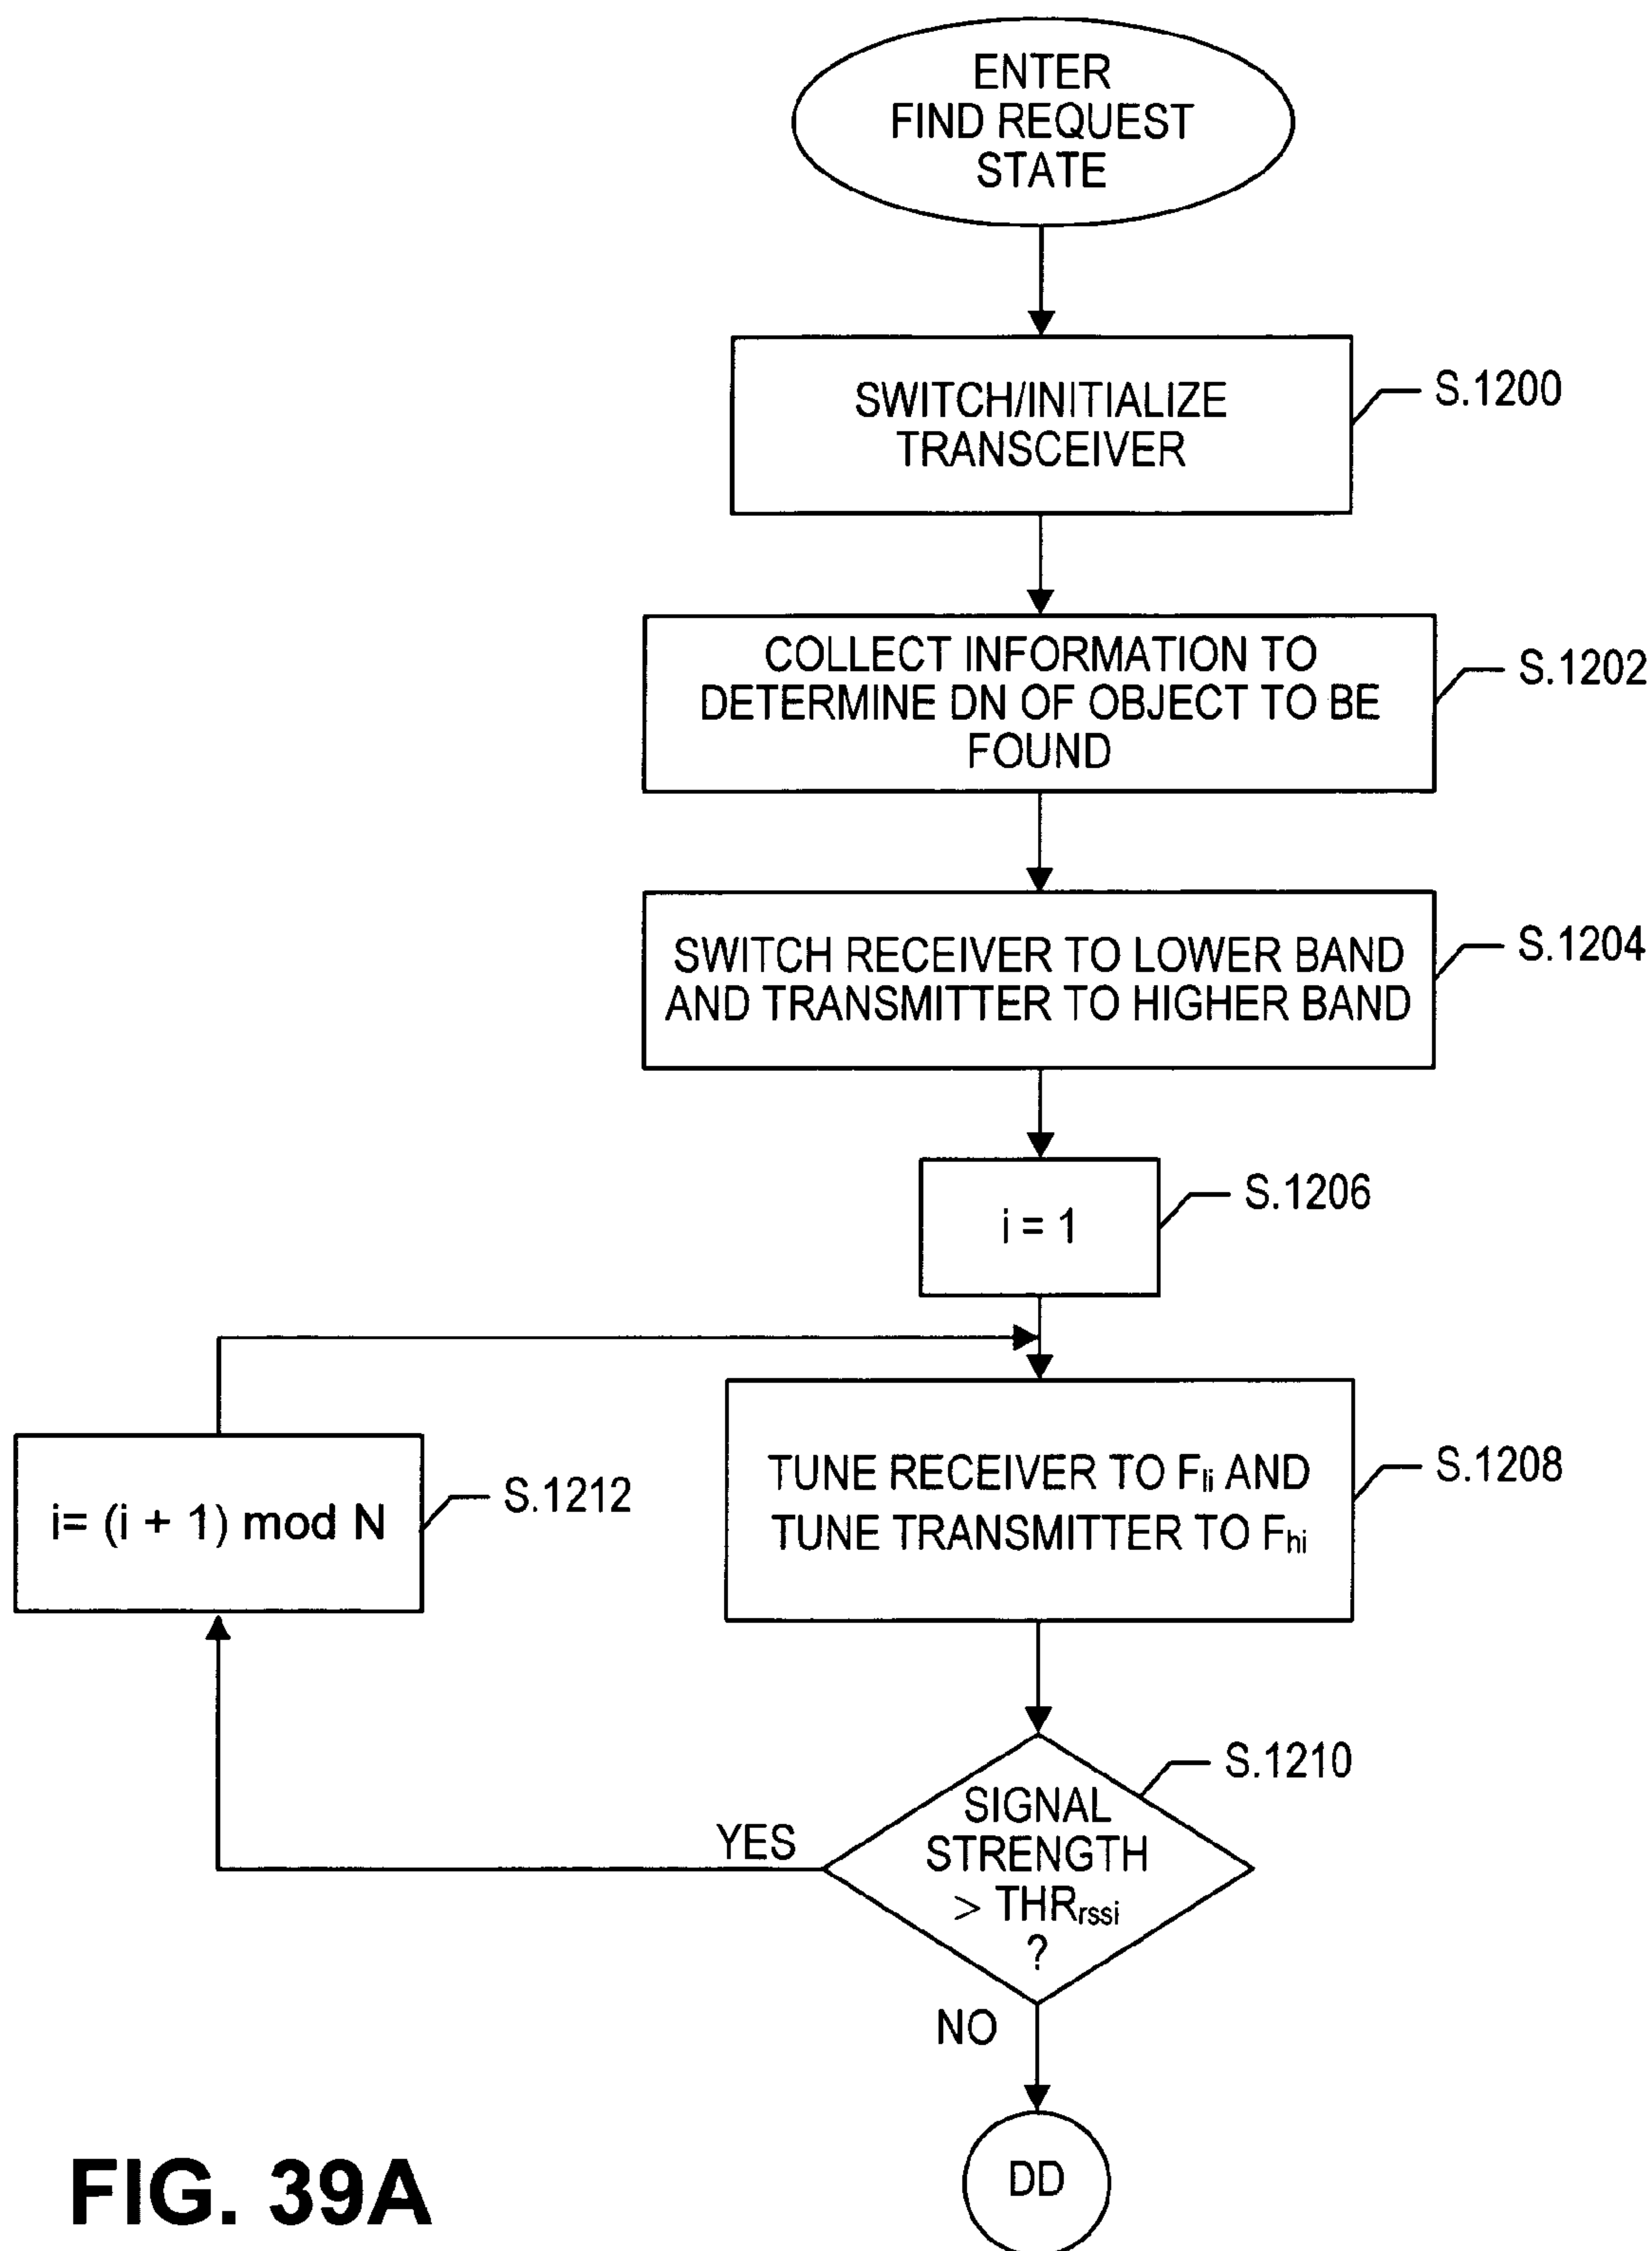 ENTER
FIND REQUEST
STATE
SWITCH/INITIALIZE
TRANSCEIVER
S.1200
COLLECT INFORMATION TO
DETERMINE DN OF OBJECT TO BE
FOUND
S.1202
SWITCH RECEIVER TO LOWER BAND
AND TRANSMITTER TO HIGHER BAND
S.1204
i = 1
S.1206
TUNE RECEIVER TO Fli AND
TUNE TRANSMITTER TO Fhi
S.1208
i= (i + 1) mod N
S.1212
SIGNAL
STRENGTH
> THRrssi
?
S.1210
YES
NO
DD
FIG. 39A